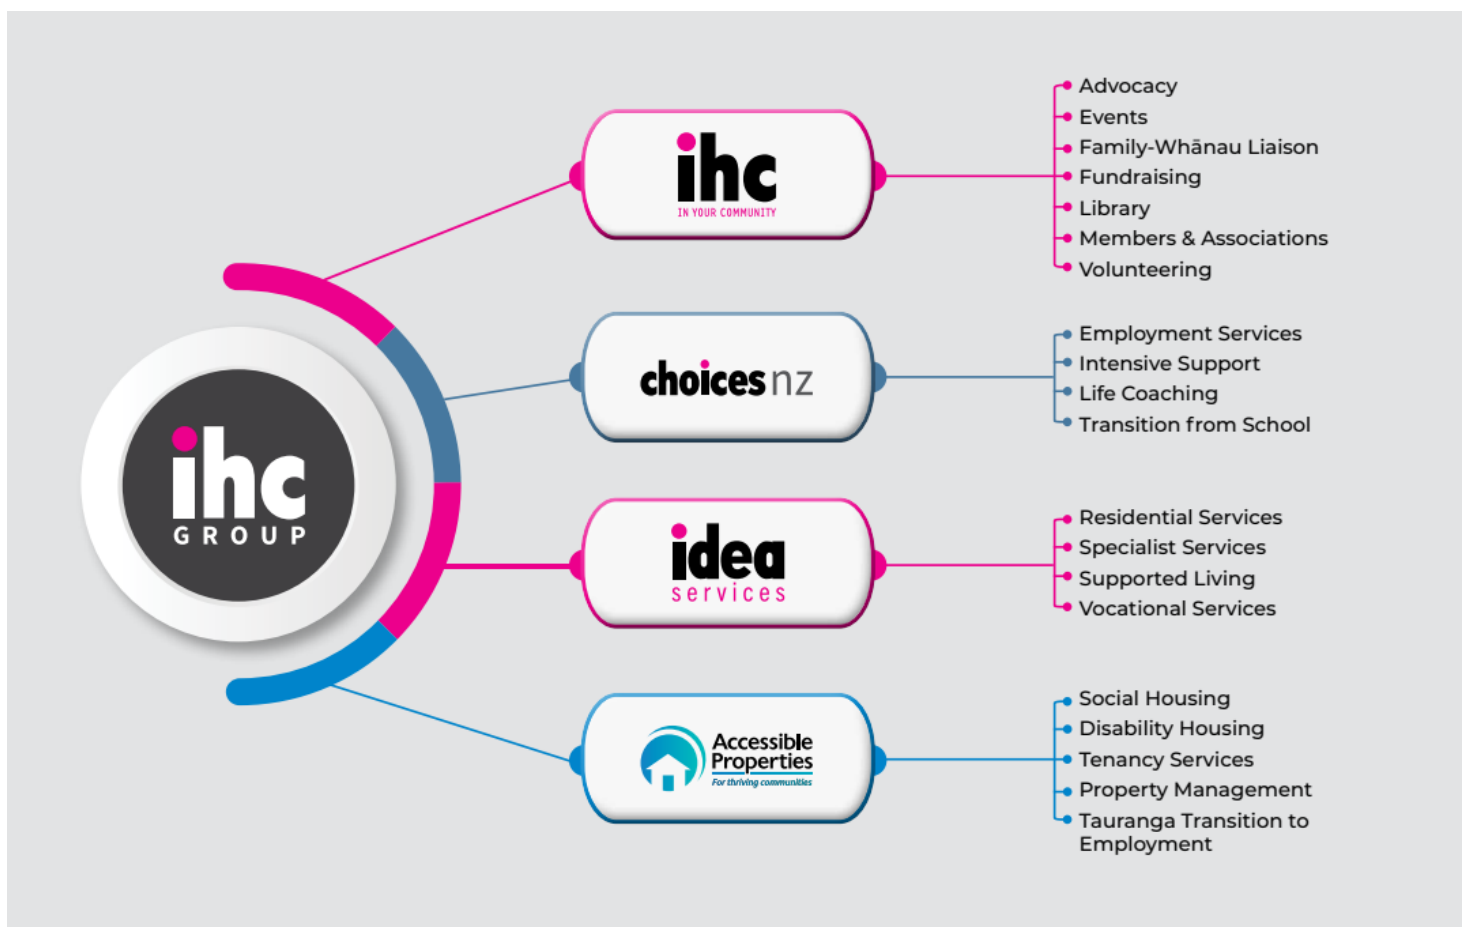 ihc
GROUP
ihc
IN YOUR COMMUNITY
Advocacy
Events
Family-Whānau Liaison
Fundraising
Library
Members & Associations
Volunteering
choices nz
Employment Services
Intensive Support
Life Coaching
Transition from School
idea
services
Residential Services
Specialist Services
Supported Living
Vocational Services
Accessible
Properties
For thriving communities
Social Housing
Disability Housing
Tenancy Services
Property Management
Tauranga Transition to
Employment